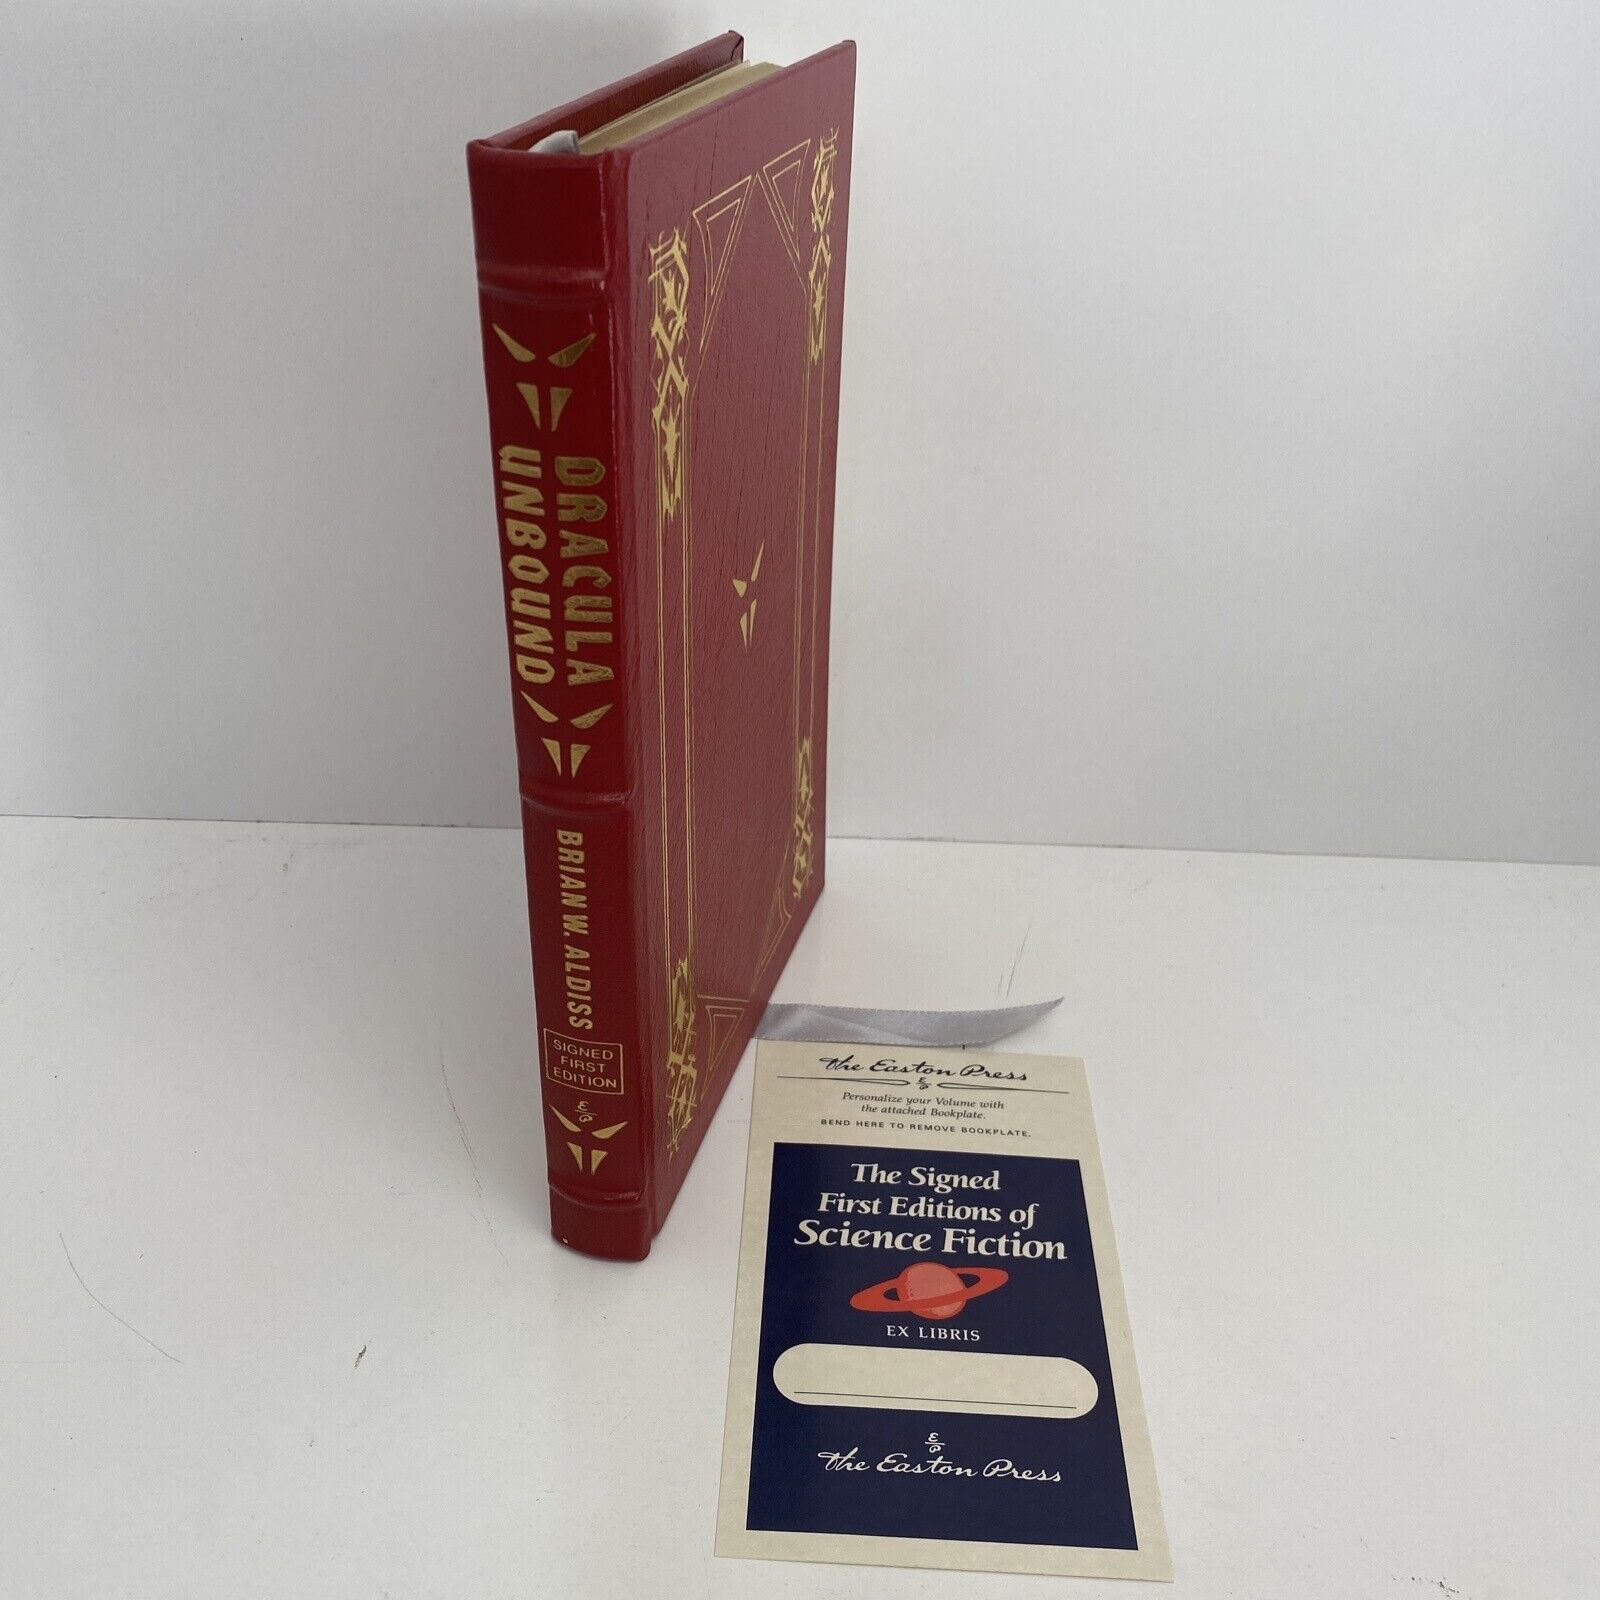 DRACULA
UNBOUND
BRIAN W. ALDISS
SIGNED
FIRST
EDITION
The Easton Press
Personalize your Volume with
the attached Bookplate.
BEND HERE TO REMOVE BOOKPLATE.
The Signed
First Editions of
Science Fiction
EX LIBRIS
The Easton Press